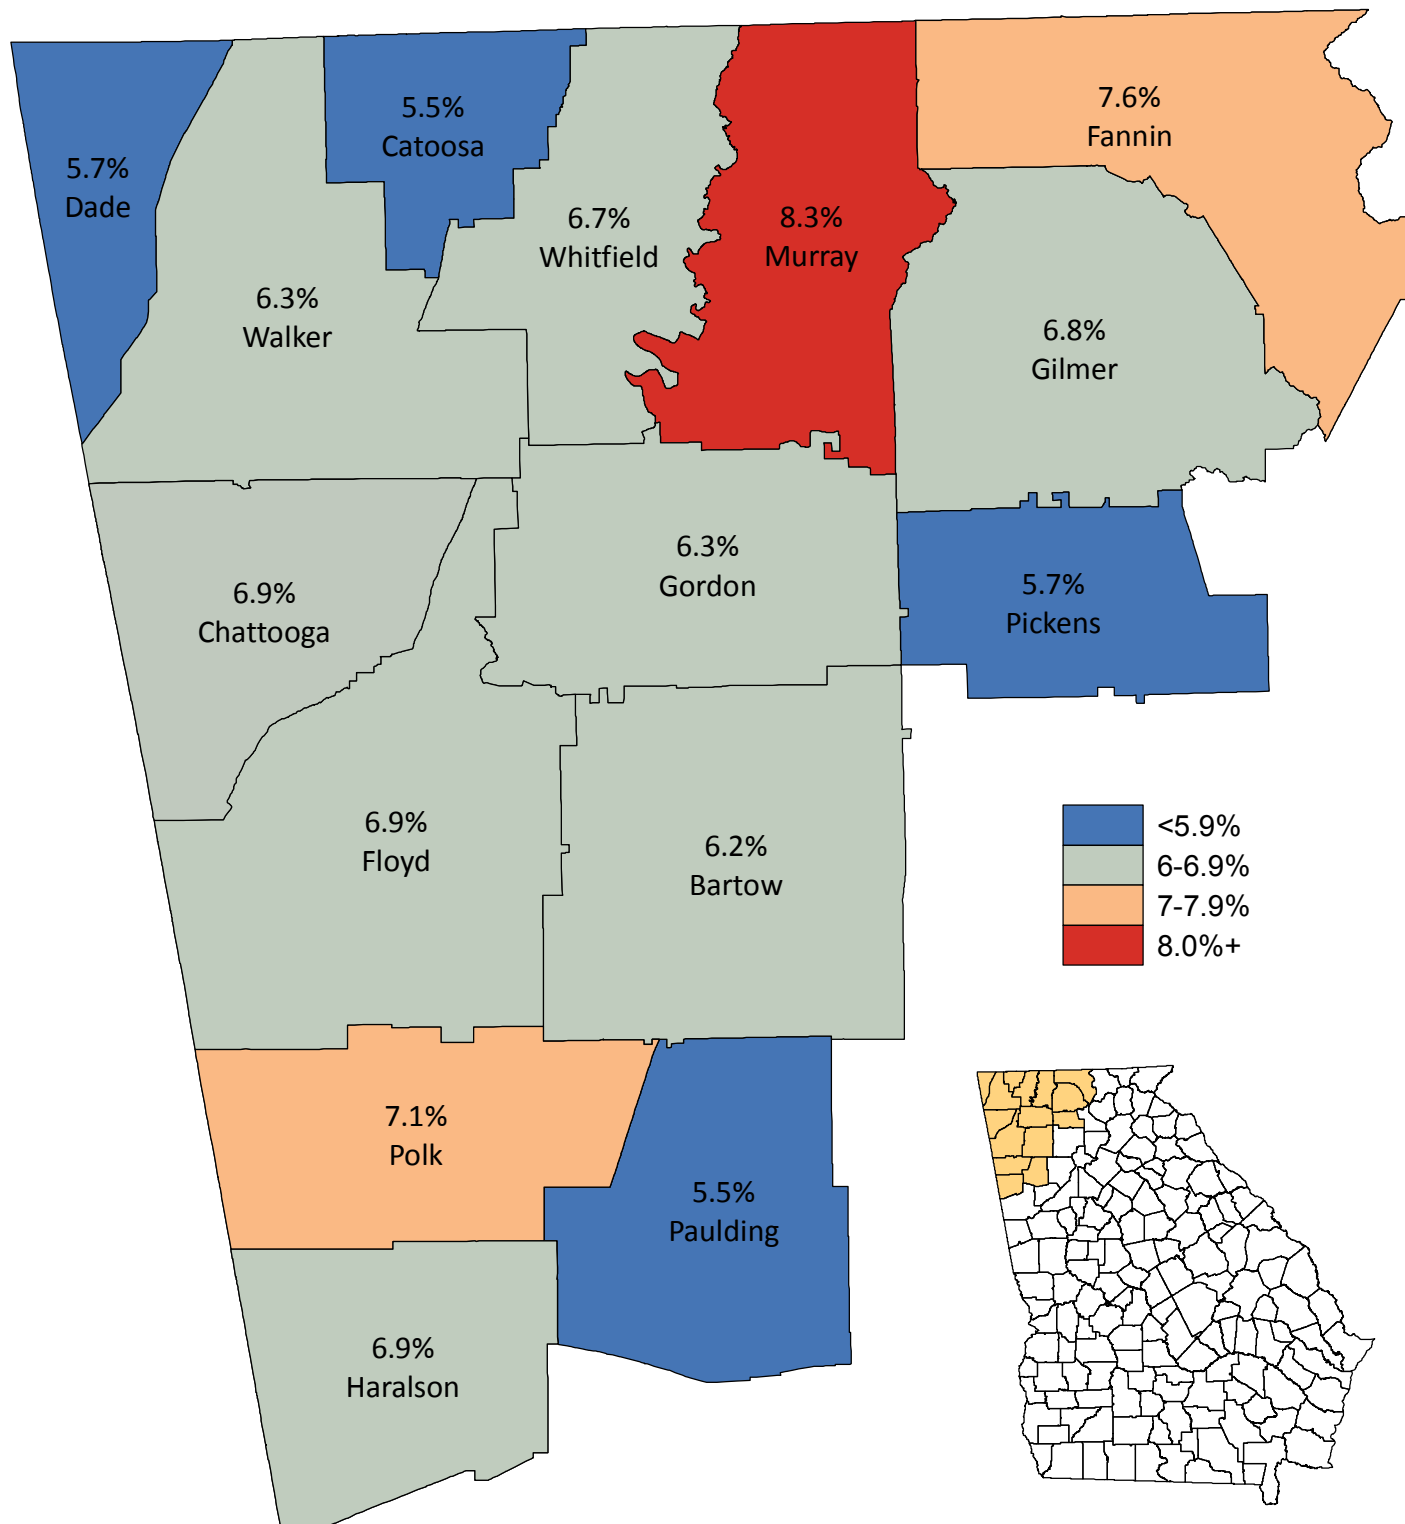 7.6%
Fannin
5.5%
Catoosa
5.7%
Dade
6.7%
Whitfield
8.3%
Murray
6.3%
Walker
6.8%
Gilmer
6.3%
Gordon
5.7%
Pickens
6.9%
Chattooga
6.9%
Floyd
6.2%
Bartow
<5.9%
6-6.9%
7-7.9%
8.0%+
7.1%
Polk
5.5%
Paulding
6.9%
Haralson